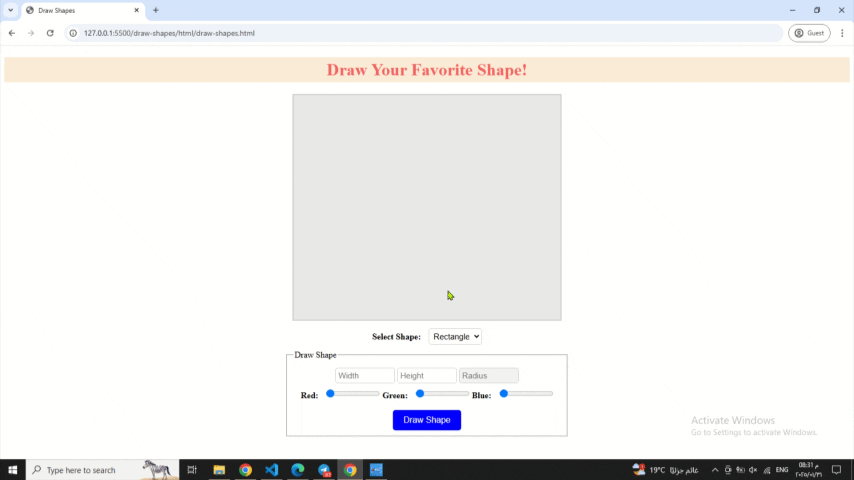 Draw Shapes
127.0.0.1:5500/draw-shapes/html/draw-shapes.html
Guest
Draw Your Favorite Shape!
Select Shape: Rectangle
Draw Shape
Width Height Radius
Red: Green: Blue:
Draw Shape
Activate Windows
Go to Settings to activate Windows.
Type here to search
19°C غائم جزئيًا
ENG
08:31 م